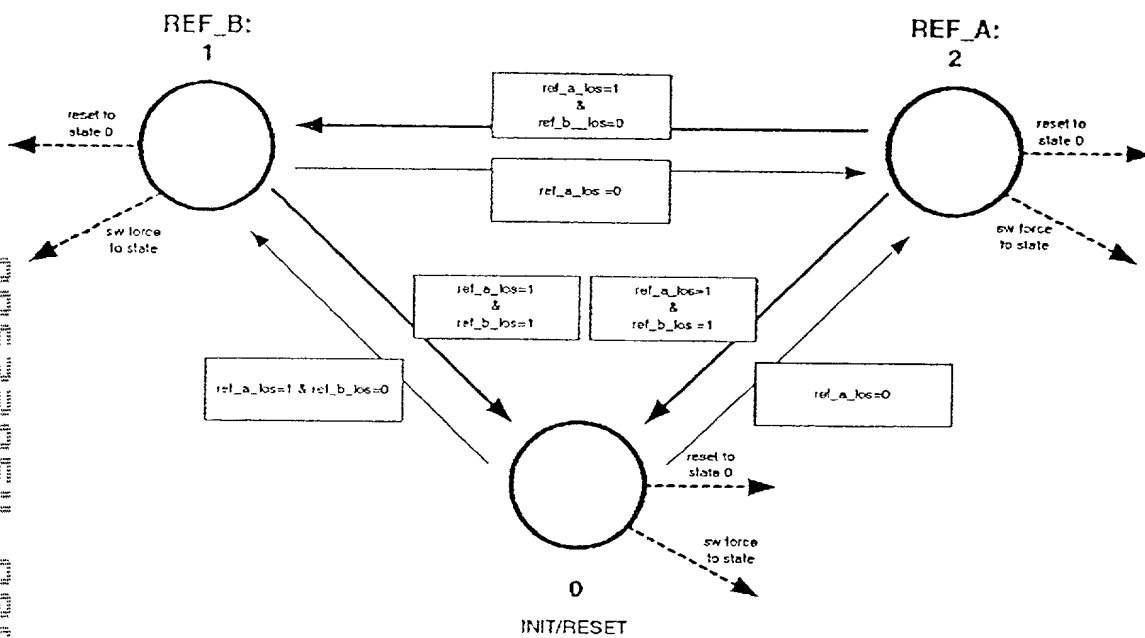 REF_B:
1
REF_A:
2
ref_a_los=1
&
ref_b__los=0
reset to
state 0
reset to
state 0
ref_a_los =0
sw force
to state
sw force
to state
ref_a_los=1
&
ref_b_los=1
ref_a_los=1
&
ref_b_los =1
ref_a_los=1 & ref_b_los=0
ref_a_los=0
reset to
state 0
sw force
to state
0
INIT/RESET